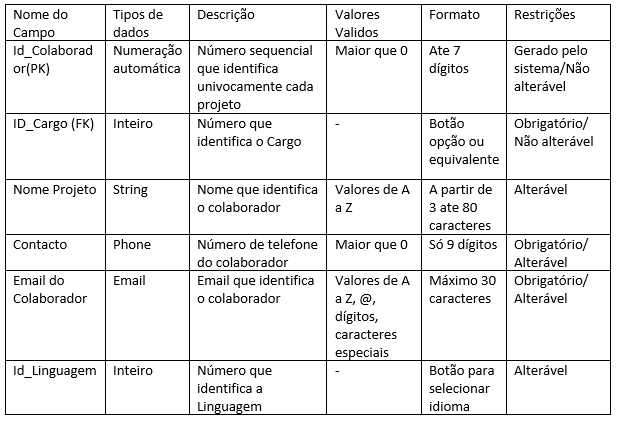 Nome do Campo
Tipos de dados
Descrição
Valores Validos
Formato
Restrições
Id_Colaborad
or(PK)
Numeração
automática
Número sequencial
que identifica
univocamente cada
projeto
Maior que 0
Ate 7
dígitos
Gerado pelo
sistema/Não
alterável
ID_Cargo (FK)
Inteiro
Número que
identifica o Cargo
-
Botão
opção ou
equivalente
Obrigatório/
Não alterável
Nome Projeto
String
Nome que identifica
o colaborador
Valores de A
a Z
A partir de
3 ate 80
caracteres
Alterável
Contacto
Phone
Número de telefone
do colaborador
Maior que 0
Só 9 dígitos
Obrigatório/
Alterável
Email do
Colaborador
Email
Email que identifica
o colaborador
Valores de A
a Z, @,
dígitos,
caracteres
especiais
Máximo 30
caracteres
Obrigatório/
Alterável
Id_Linguagem
Inteiro
Número que
identifica a
Linguagem
-
Botão para
selecionar
idioma
Alterável